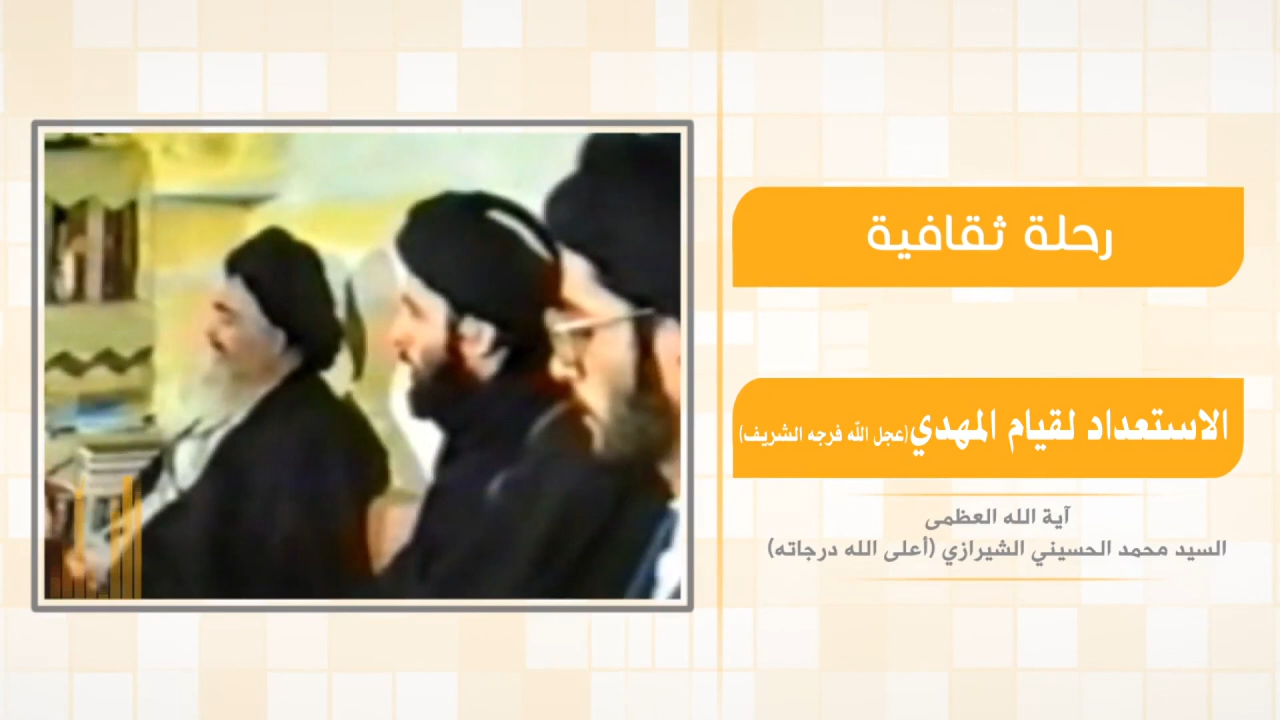 رحلة ثقافية
الاستعداد لقيام المهدي(عجل الله فرجه الشريف)
آية الله العظمى
السيد محمد الحسيني الشيرازي (أعلى الله درجاته)